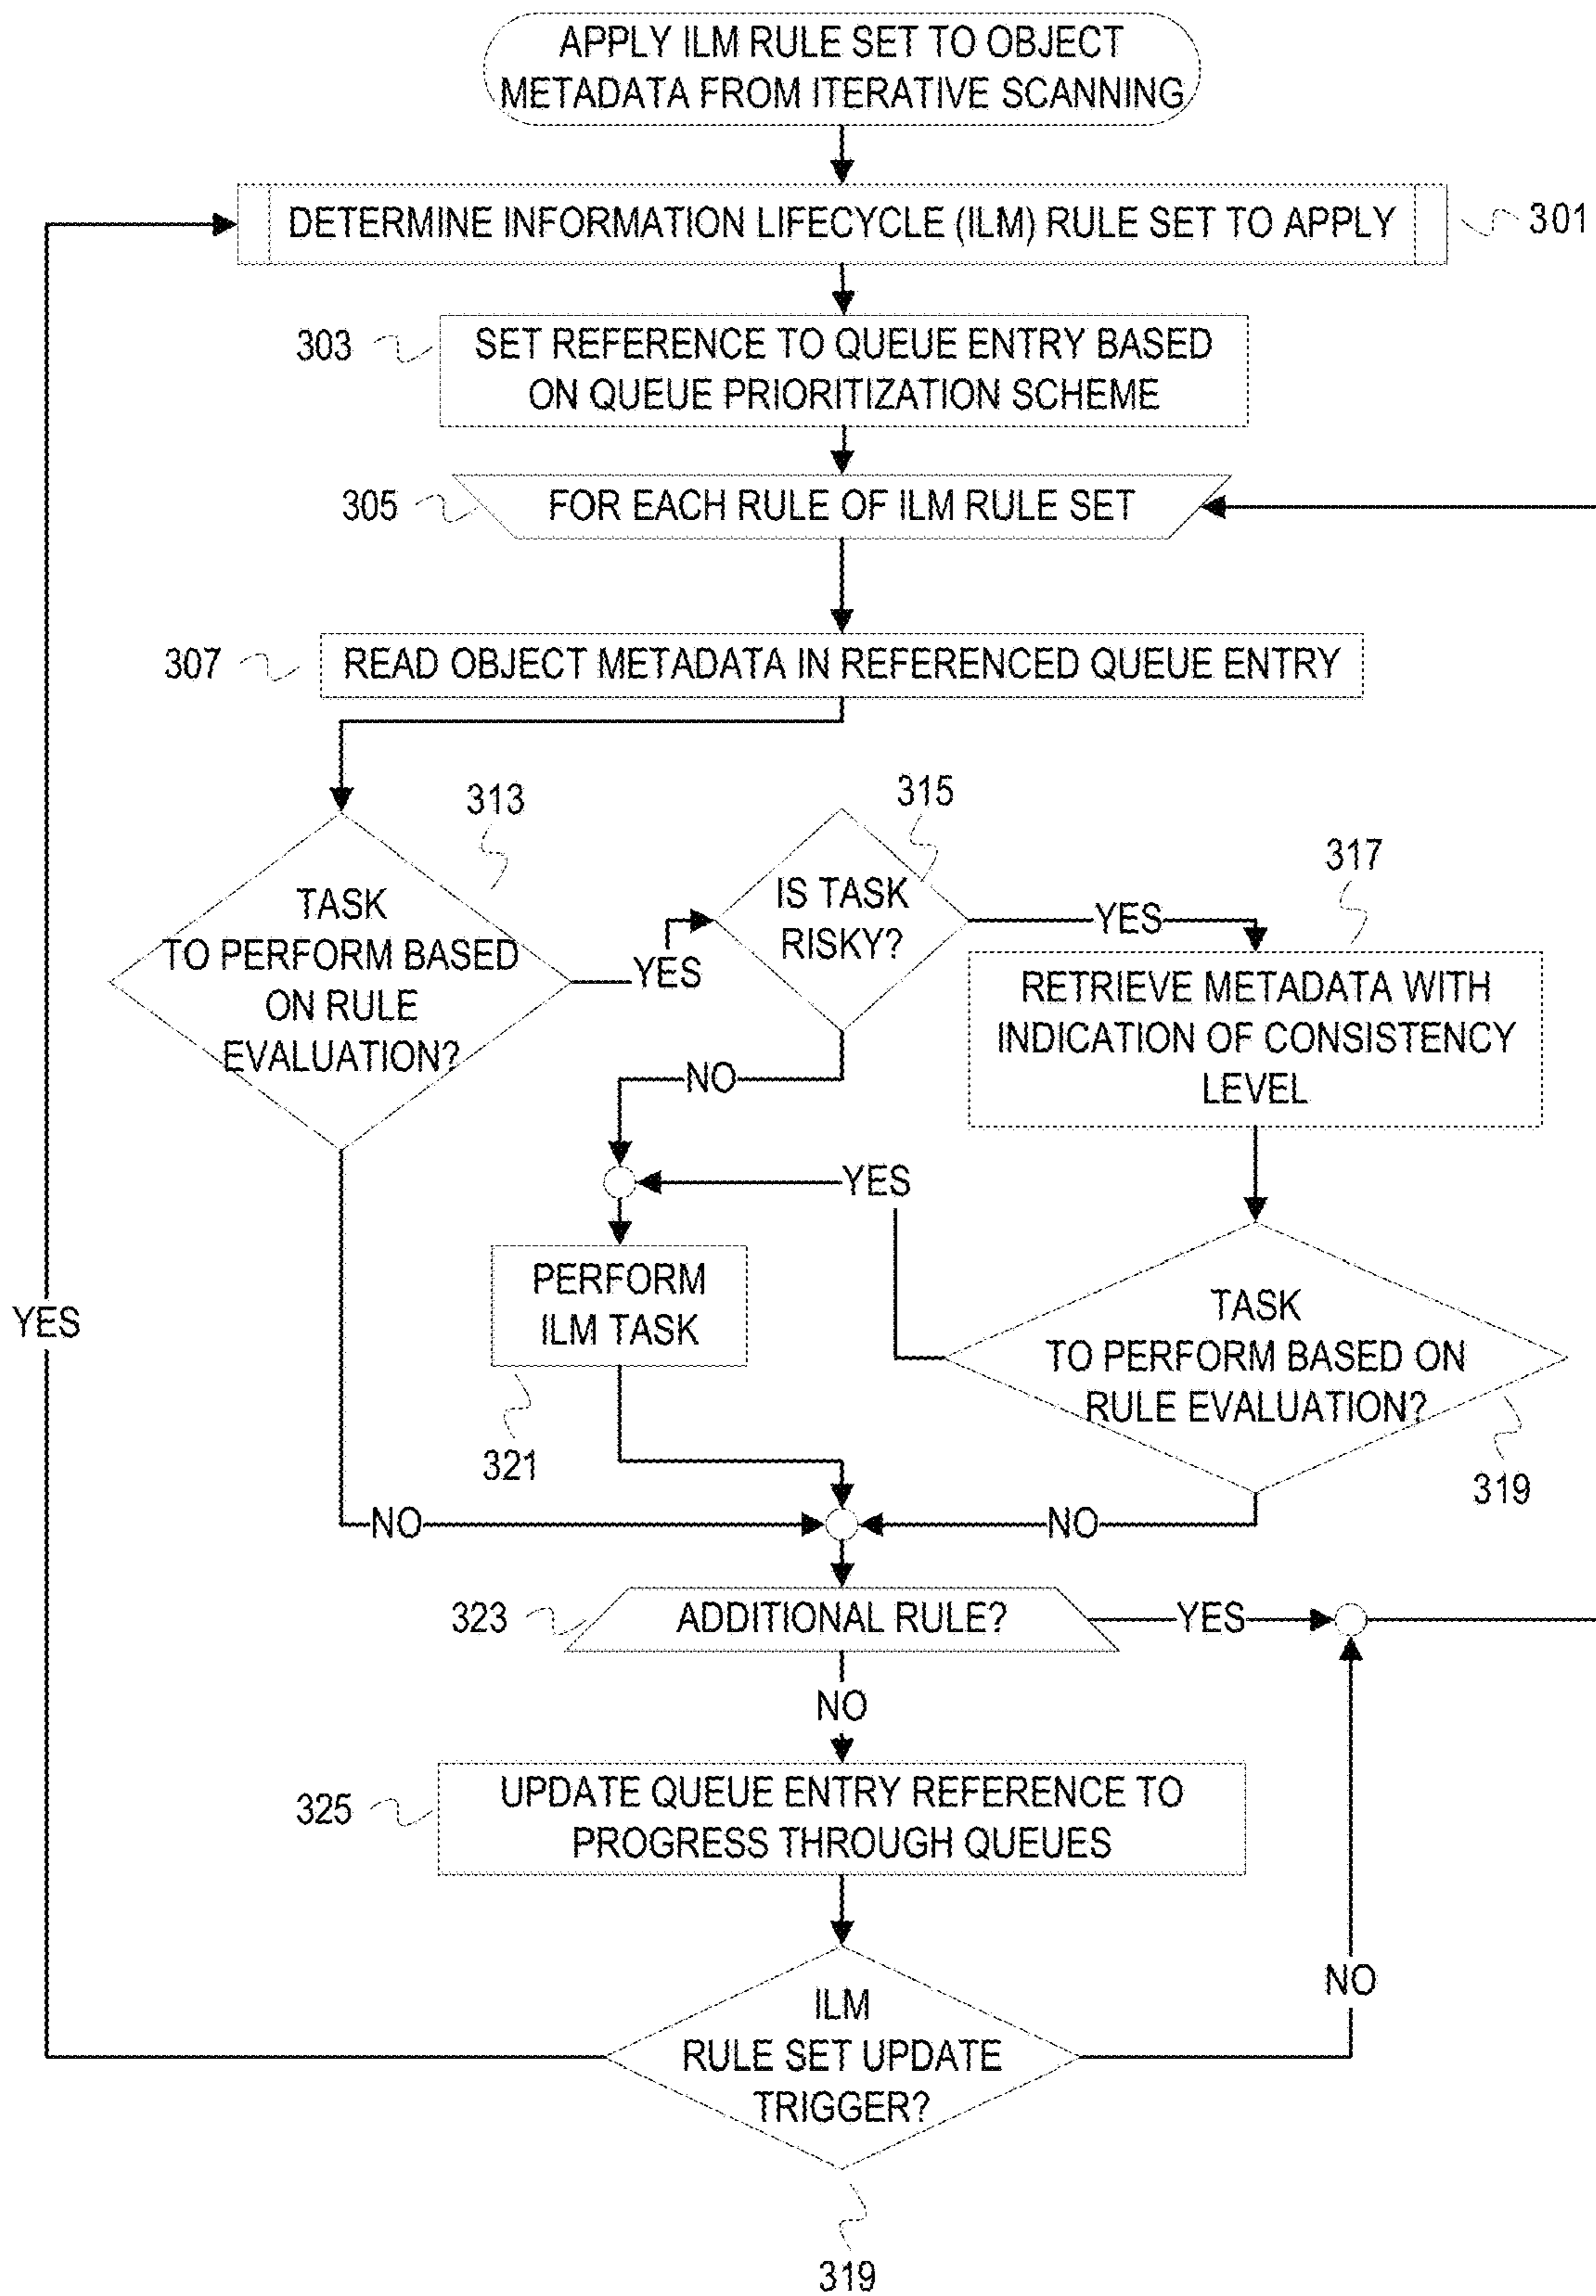 APPLY ILM RULE SET TO OBJECT
METADATA FROM ITERATIVE SCANNING
DETERMINE INFORMATION LIFECYCLE (ILM) RULE SET TO APPLY
301
303
SET REFERENCE TO QUEUE ENTRY BASED
ON QUEUE PRIORITIZATION SCHEME
305
FOR EACH RULE OF ILM RULE SET
307
READ OBJECT METADATA IN REFERENCED QUEUE ENTRY
313
TASK
TO PERFORM BASED
ON RULE
EVALUATION?
YES
315
IS TASK
RISKY?
YES
317
RETRIEVE METADATA WITH
INDICATION OF CONSISTENCY
LEVEL
NO
YES
PERFORM
ILM TASK
321
TASK
TO PERFORM BASED ON
RULE EVALUATION?
319
YES
NO
NO
323
ADDITIONAL RULE?
YES
NO
325
UPDATE QUEUE ENTRY REFERENCE TO
PROGRESS THROUGH QUEUES
NO
ILM
RULE SET UPDATE
TRIGGER?
319